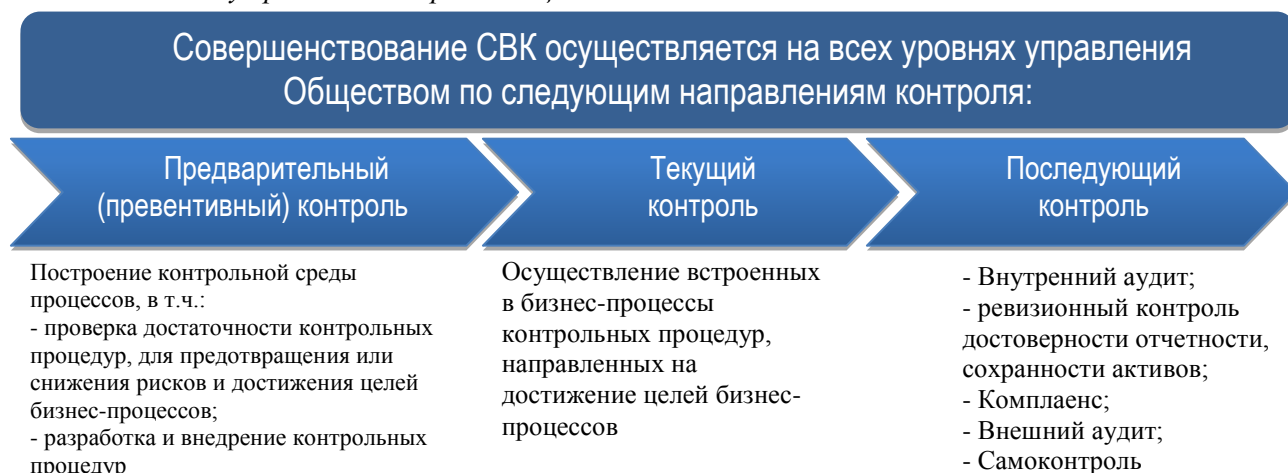 Совершенствование СВК осуществляется на всех уровнях управления
Обществом по следующим направлениям контроля:
Предварительный
(превентивный) контроль
Текущий
контроль
Последующий
контроль
Построение контрольной среды
процессов, в т.ч.:
- проверка достаточности контрольных
процедур, для предотвращения или
снижения рисков и достижения целей
бизнес-процессов;
- разработка и внедрение контрольных
процедур
Осуществление встроенных
в бизнес-процессы
контрольных процедур,
направленных на
достижение целей бизнес-
процессов
- Внутренний аудит;
- ревизионный контроль
достоверности отчетности,
сохранности активов;
- Комплаенс;
- Внешний аудит;
- Самоконтроль